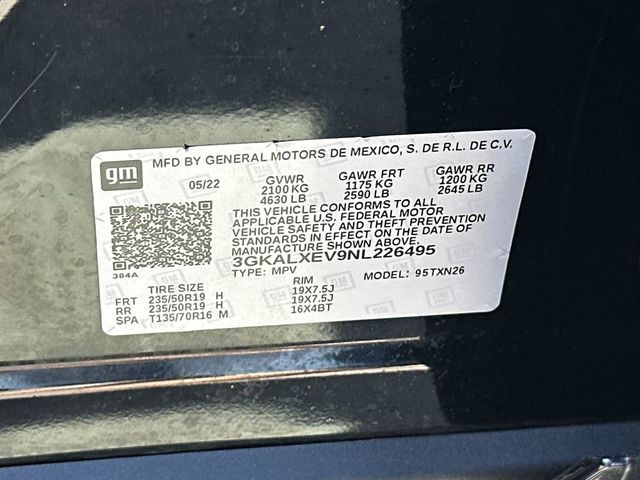 gm
MFD BY GENERAL MOTORS DE MEXICO, S. DE R.L. DE C.V.
05/22 GVWR GAWR FRT GAWR RR
2100 KG 1175 KG 1200 KG
4630 LB 2590 LB 2645 LB
THIS VEHICLE CONFORMS TO ALL
APPLICABLE U.S. FEDERAL MOTOR
VEHICLE SAFETY AND THEFT PREVENTION
STANDARDS IN EFFECT ON THE DATE OF
MANUFACTURE SHOWN ABOVE.
3GKALXEV9NL226495
384A
TYPE: MPV MODEL: 95TXN26
TIRE SIZE RIM
FRT 235/50R19 H 19X7.5J
RR 235/50R19 H 19X7.5J
SPA T135/70R16 M 16X4BT